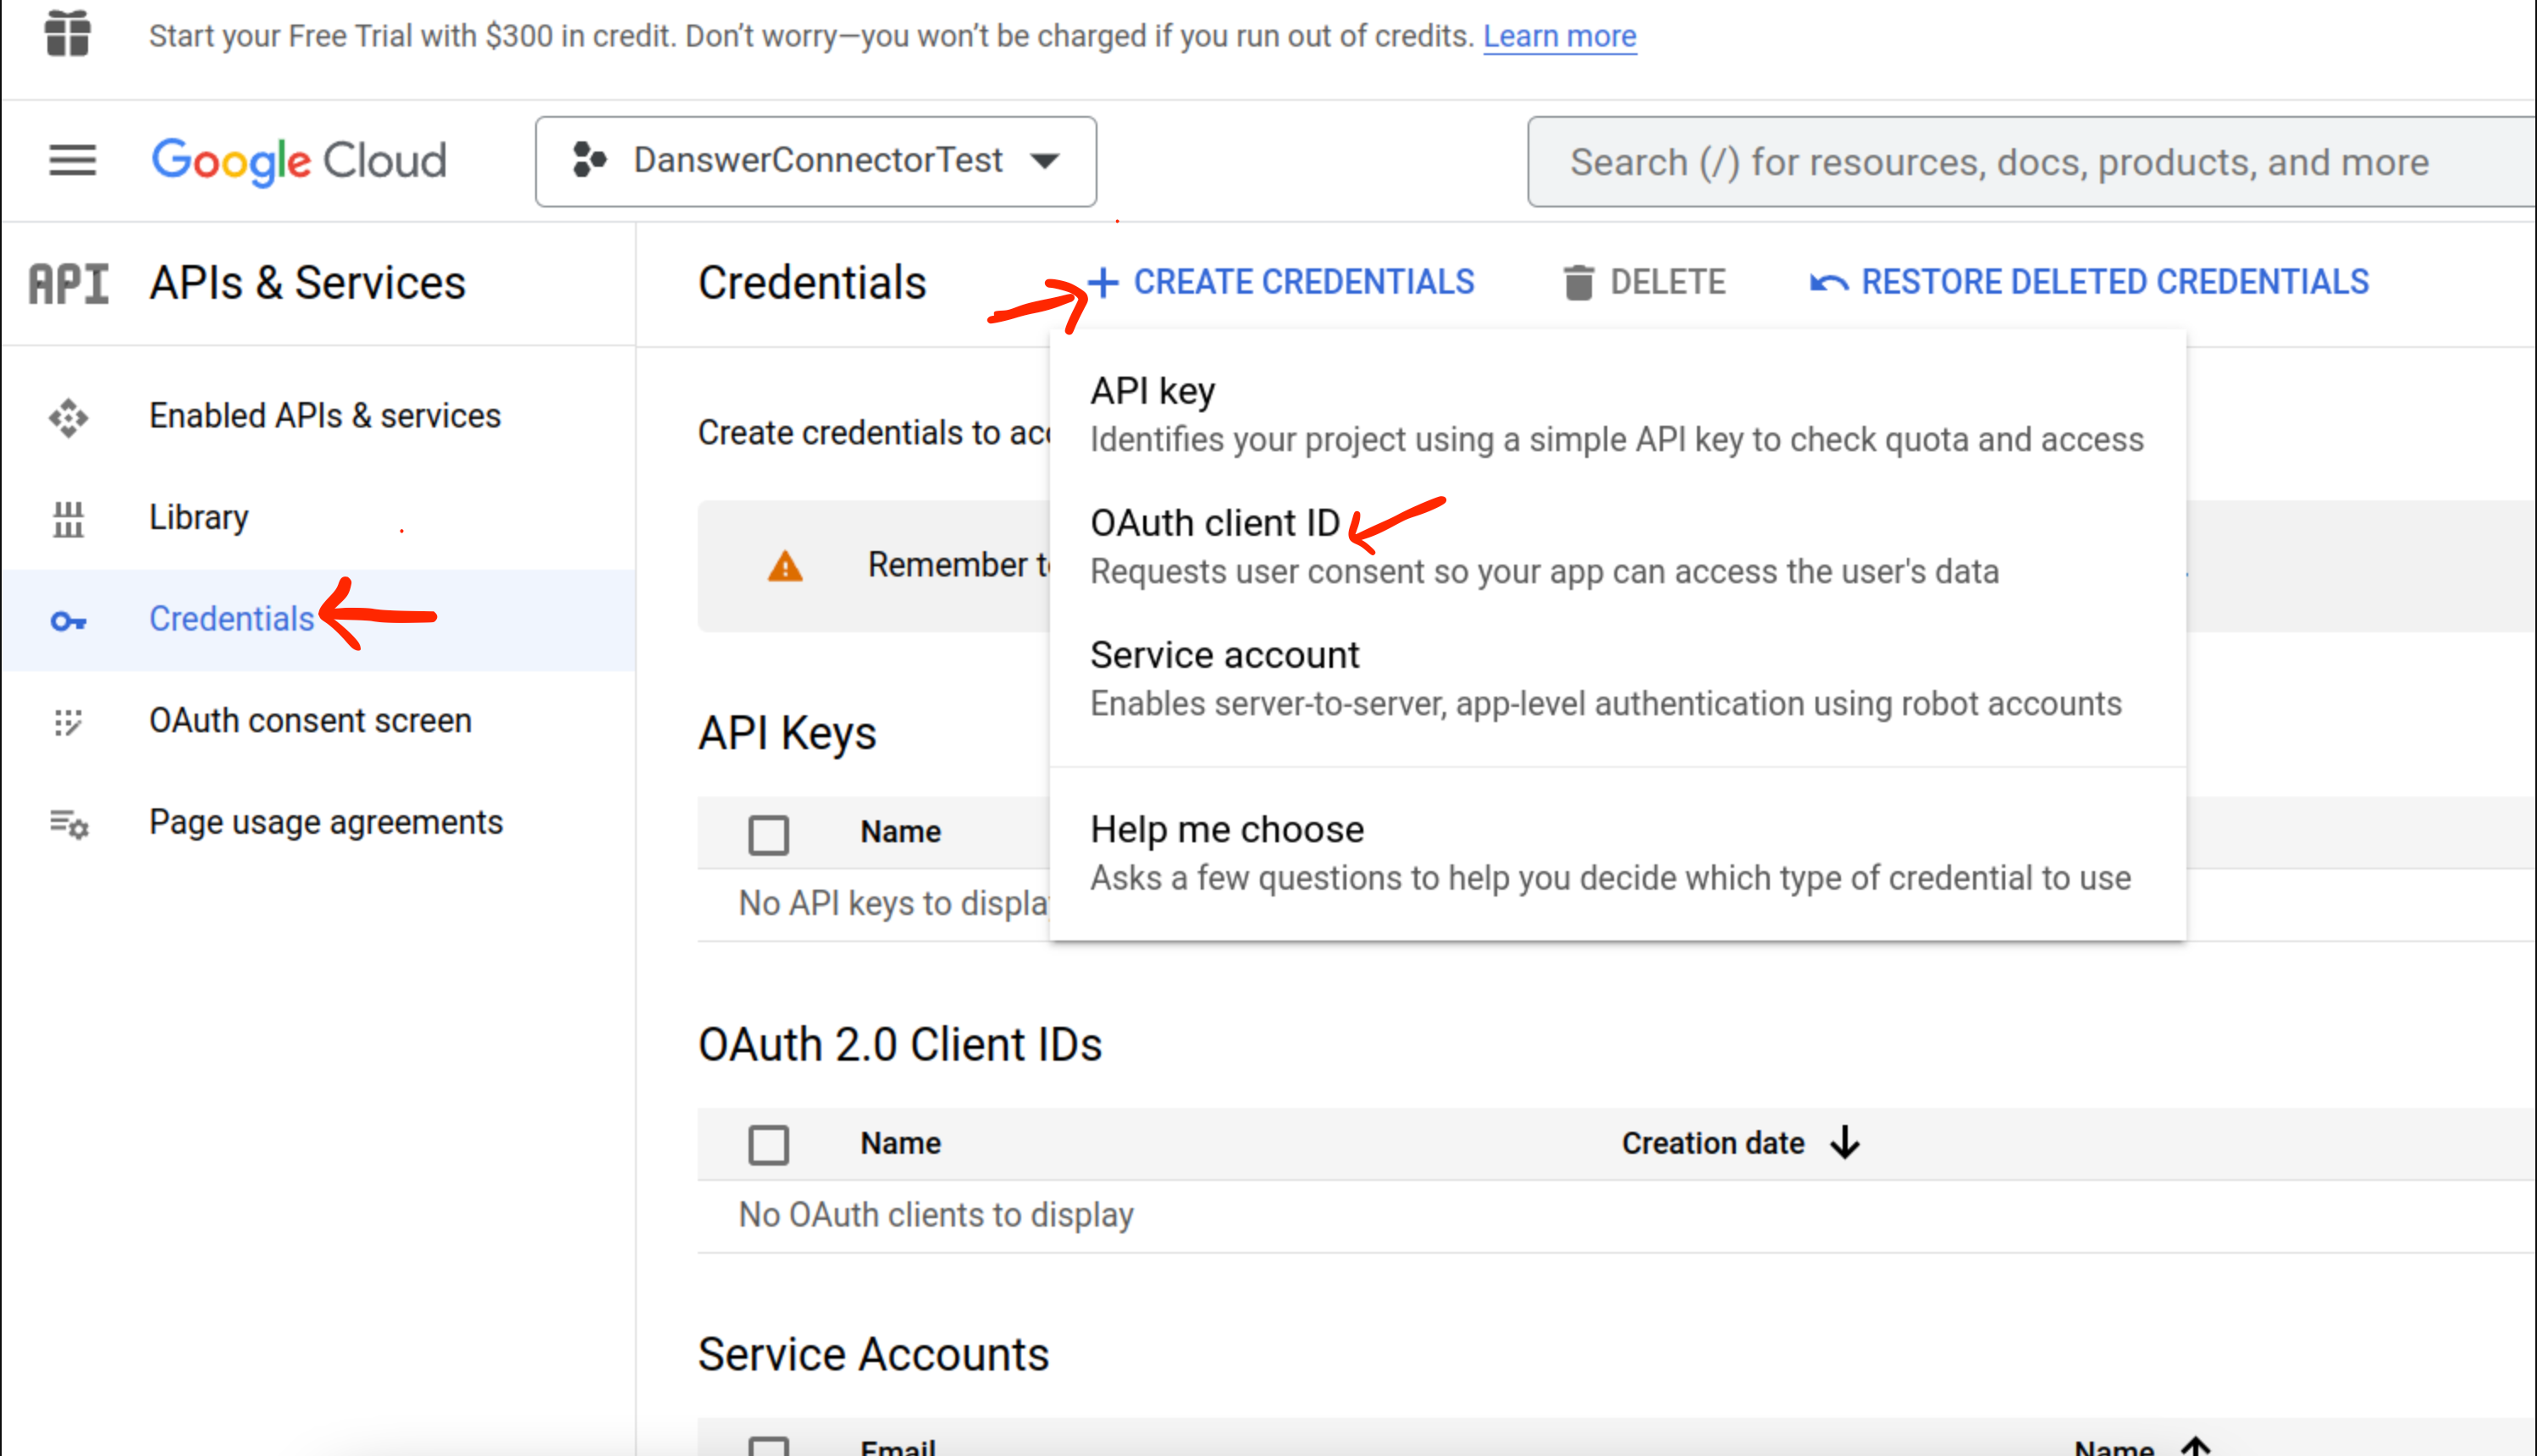 Start your Free Trial with $300 in credit. Don’t worry—you won’t be charged if you run out of credits. Learn more
Google Cloud
DanswerConnectorTest
Search (/) for resources, docs, products, and more
API
APIs & Services
Enabled APIs & services
Library
Credentials
OAuth consent screen
Page usage agreements
Credentials
CREATE CREDENTIALS
DELETE
RESTORE DELETED CREDENTIALS
API key
Identifies your project using a simple API key to check quota and access
OAuth client ID
Requests user consent so your app can access the user's data
Service account
Enables server-to-server, app-level authentication using robot accounts
Help me choose
Asks a few questions to help you decide which type of credential to use
Create credentials to
Remember
API Keys
Name
No API keys to
OAuth 2.0 Client IDs
Name
Creation date
No OAuth clients to display
Service Accounts
Email
Name